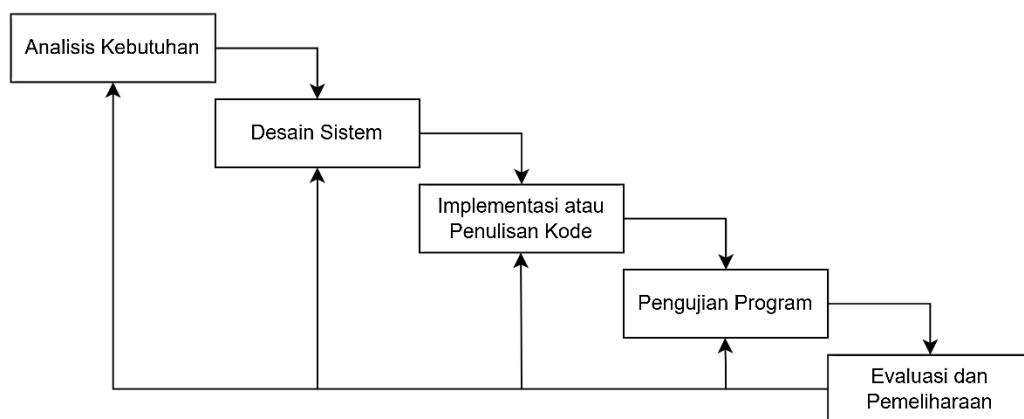 Analisis Kebutuhan
Desain Sistem
Implementasi atau
Penulisan Kode
Pengujian Program
Evaluasi dan
Pemeliharaan